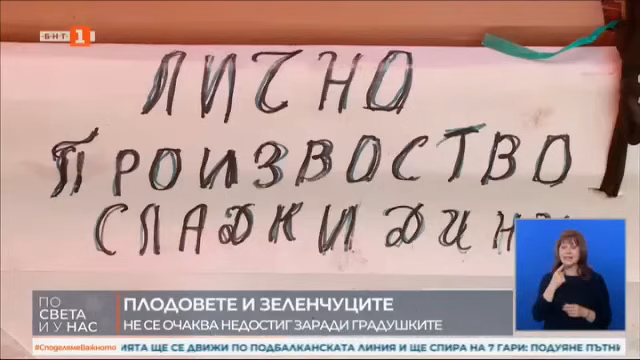 БНТ 1
ЛИЧНО
ПРОИЗВОСТВО
СЛАДКИ
ПО СВЕТА И У НАС
ПЛОДОВЕТЕ И ЗЕЛЕНЧУЦИТЕ
НЕ СЕ ОЧАКВА НЕДОСТИГ ЗАРАДИ ГРАДУШКИТЕ
#СподелямеВажното ЩЕ СЕ ДВИЖИ ПО ПОДБАЛКАНСКАТА ЛИНИЯ И ЩЕ СПИРА НА 7 ГАРИ: ПОДУЯНЕ